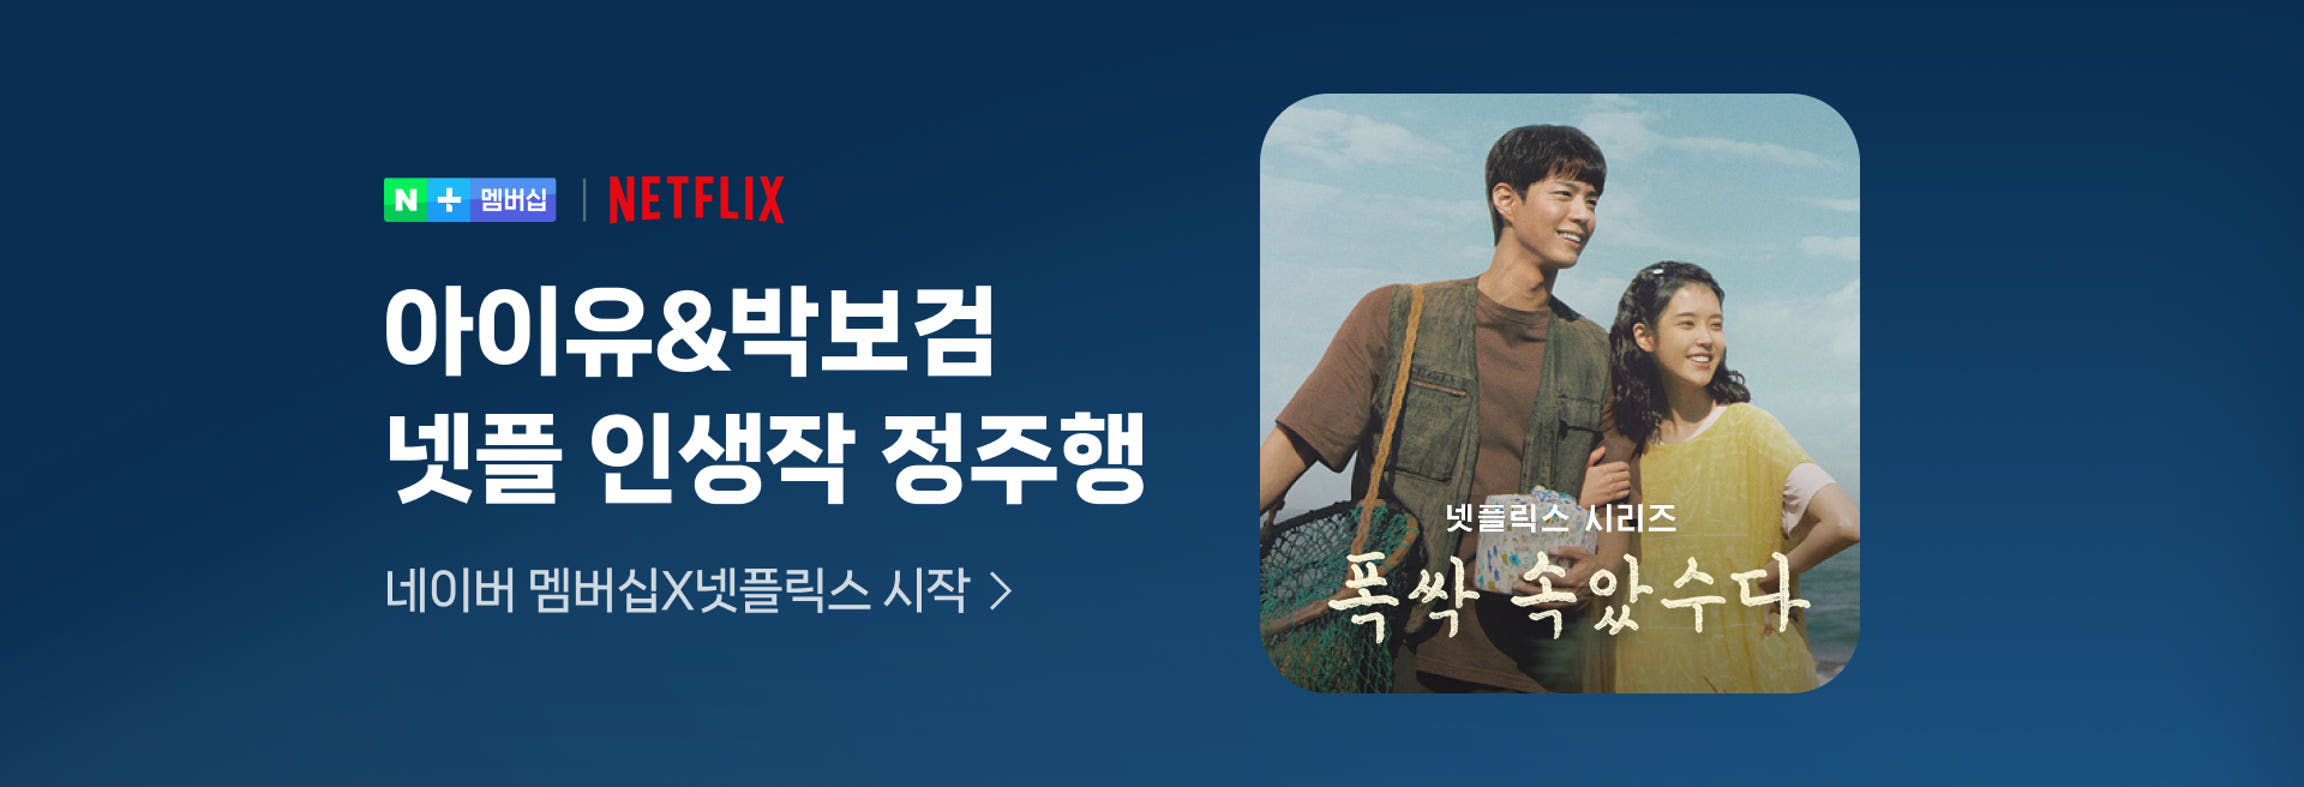 N+ 멤버십 | NETFLIX
아이유&박보검
넷플 인생작 정주행
네이버 멤버십X넷플릭스 시작 >
넷플릭스 시리즈
폭싹 속았수다